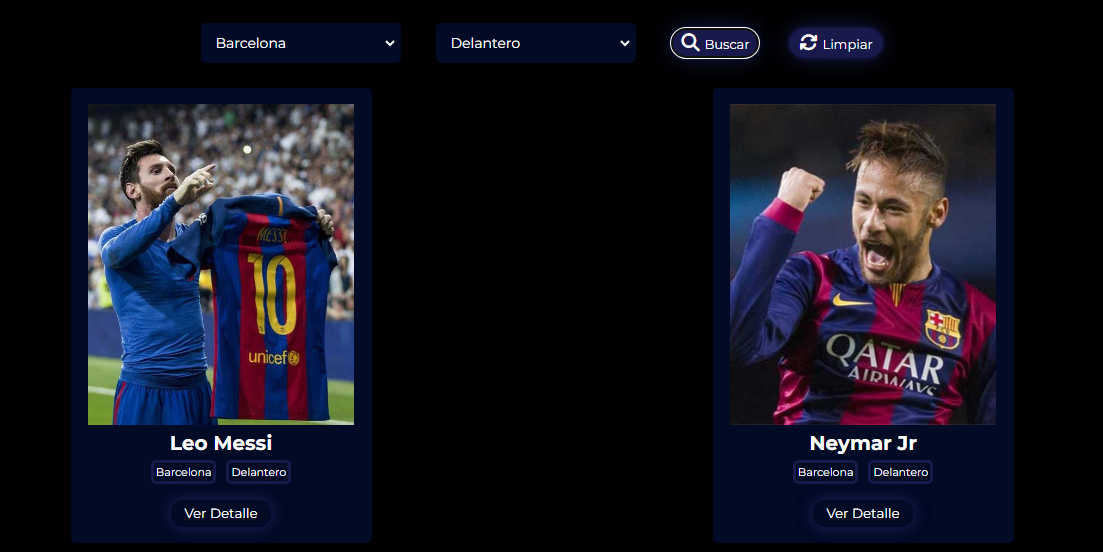 Barcelona
Delantero
Buscar
Limpiar
MESSI
10
unicef
QATAR
AIRWAYS
Leo Messi
Barcelona
Delantero
Ver Detalle
Neymar Jr
Barcelona
Delantero
Ver Detalle